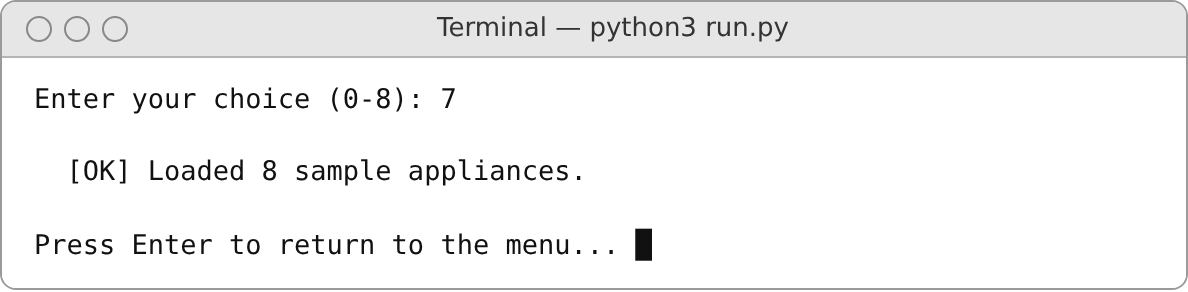 Terminal — python3 run.py
Enter your choice (0-8): 7
[OK] Loaded 8 sample appliances.
Press Enter to return to the menu...